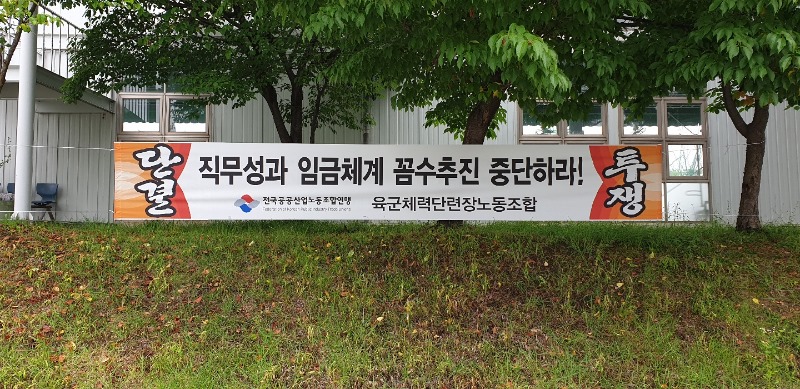 단결
직무성과 임금체계 꼼수추진 중단하라!
투쟁
전국공공산업노동조합연맹
육군체력단련장노동조합